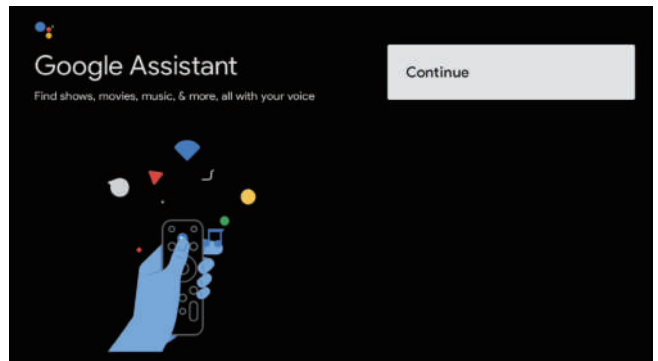 Google Assistant
Find shows, movies, music, & more, all with your voice
Continue